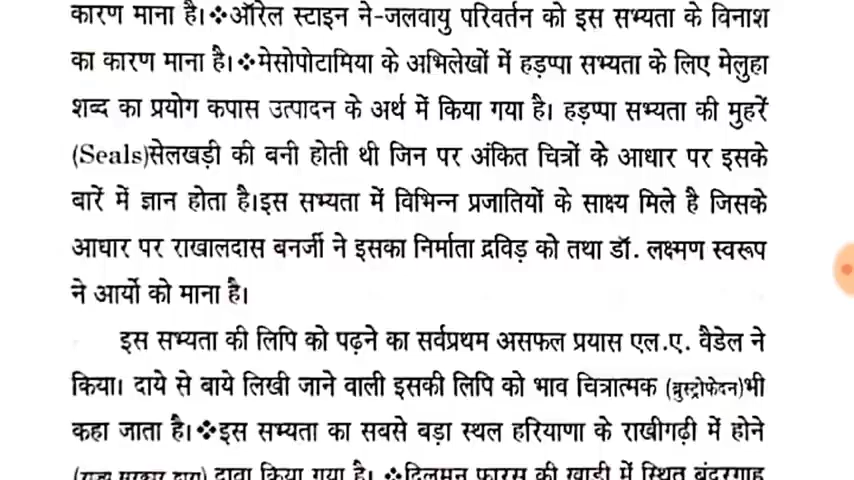 कारण माना है।❖ऑरेल स्टाइन ने-जलवायु परिवर्तन को इस सभ्यता के विनाश
का कारण माना है।❖मेसोपोटामिया के अभिलेखों में हड़प्पा सभ्यता के लिए मेलुहा
शब्द का प्रयोग कपास उत्पादन के अर्थ में किया गया है। हड़प्पा सभ्यता की मुहरें
(Seals)सेलखड़ी की बनी होती थी जिन पर अंकित चित्रों के आधार पर इसके
बारें में ज्ञान होता है।इस सभ्यता में विभिन्न प्रजातियों के साक्ष्य मिले है जिसके
आधार पर राखालदास बनर्जी ने इसका निर्माता द्रविड़ को तथा डॉ. लक्ष्मण स्वरूप
ने आर्यो को माना है।
इस सभ्यता की लिपि को पढ़ने का सर्वप्रथम असफल प्रयास एल.ए. वैडेल ने
किया। दाये से बाये लिखी जाने वाली इसकी लिपि को भाव चित्रात्मक (ब्रुस्ट्रोफेदन)भी
कहा जाता है।❖इस सभ्यता का सबसे बड़ा स्थल हरियाणा के राखीगढ़ी में होने
(राज्य सरकार द्वारा) दावा किया गया है। ❖दिलमन फारस की खाड़ी में स्थित बंदरगाह